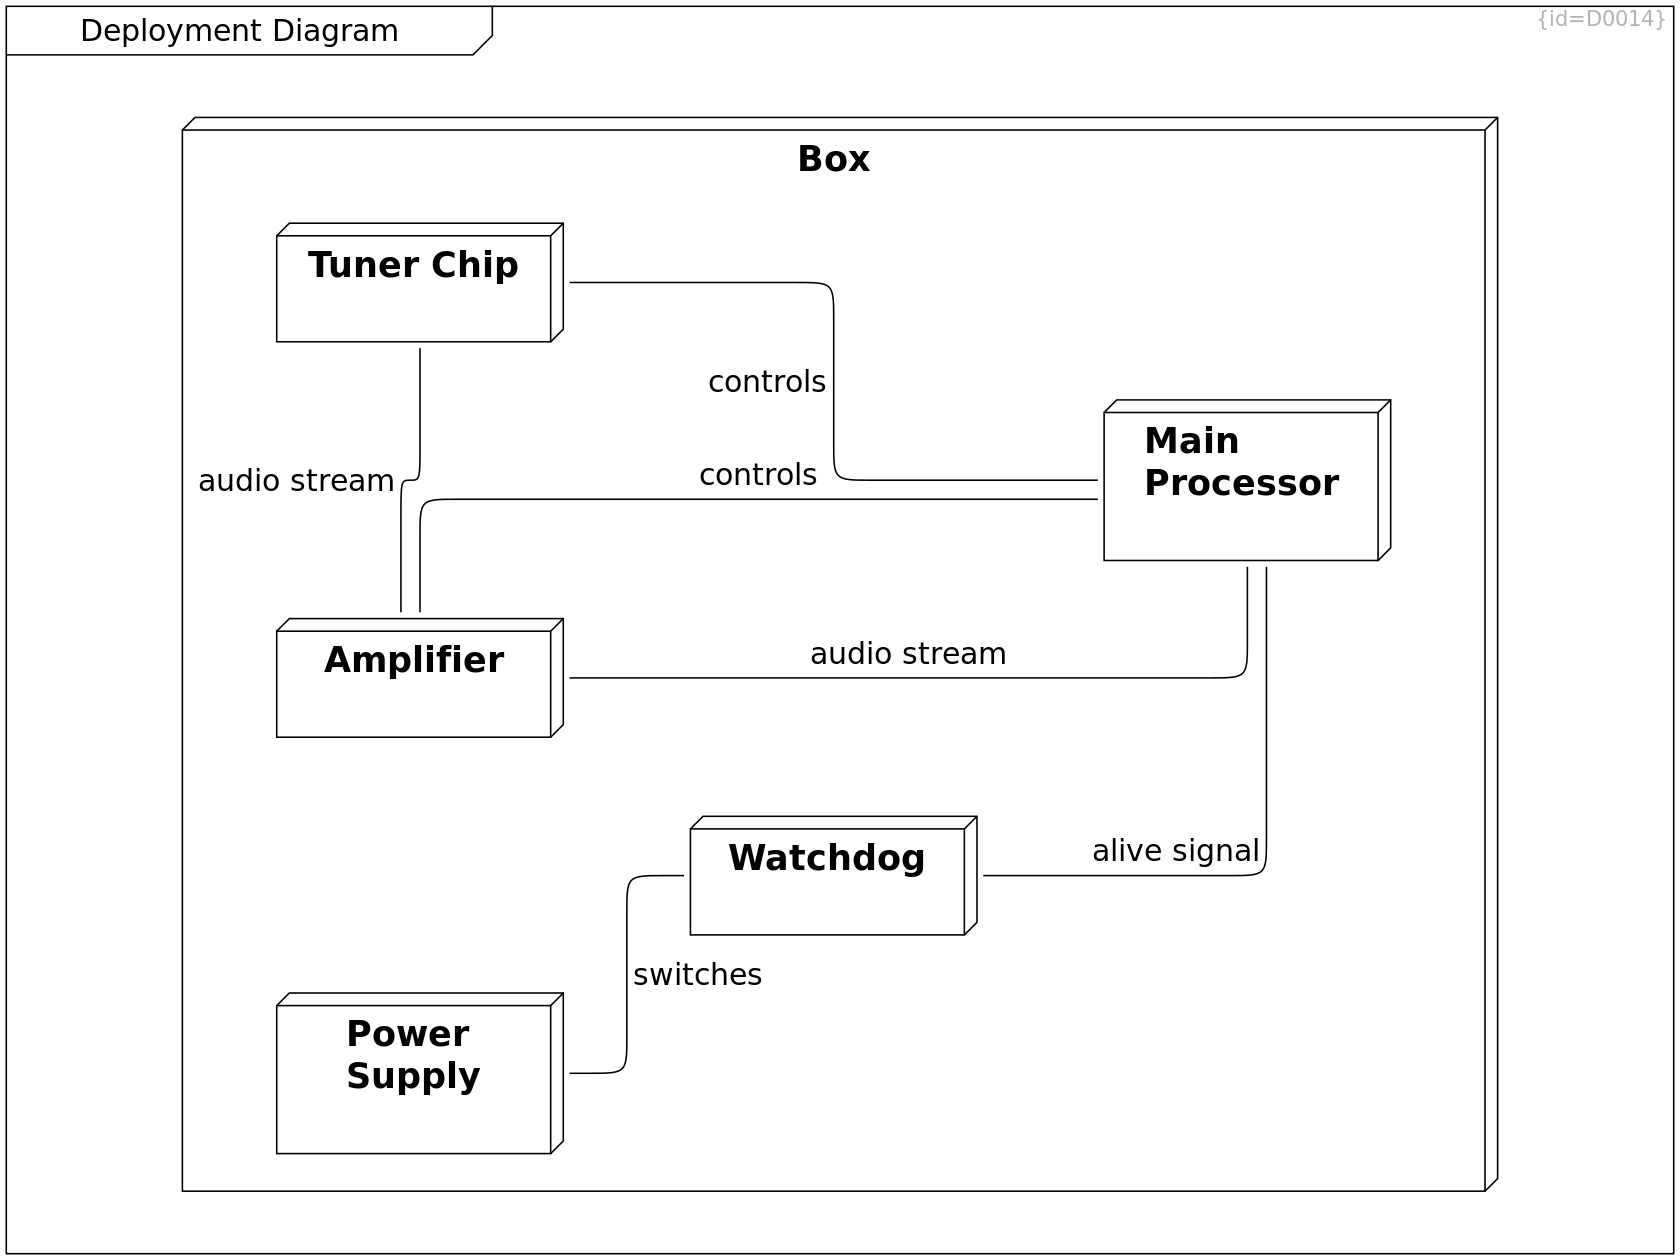 Deployment Diagram
{id=D0014}
Box
Tuner Chip
controls
Main
Processor
controls
audio stream
Amplifier
audio stream
Watchdog
alive signal
switches
Power
Supply